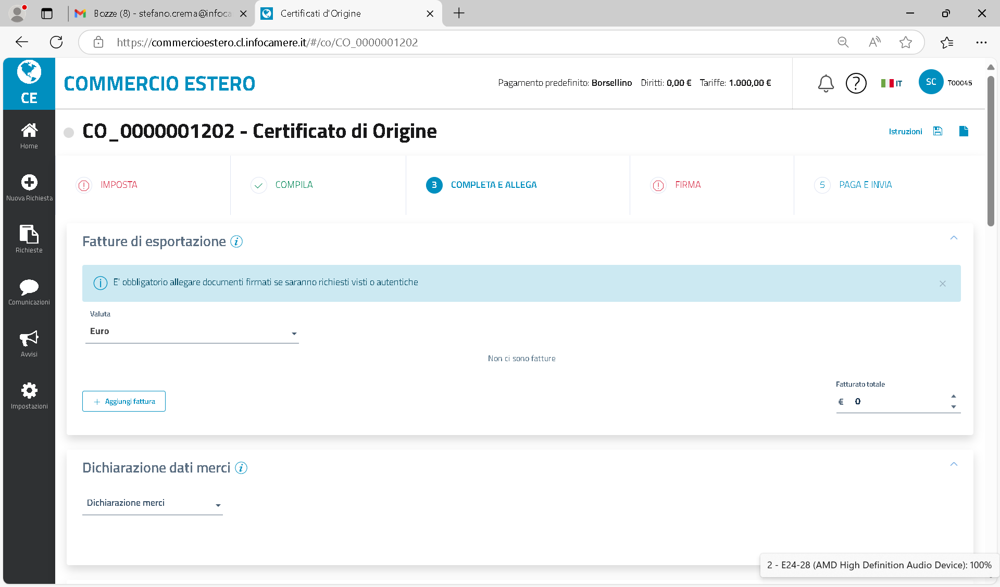 Bozze (8) - stefano.crema@infoca
Certificati d'Origine
https://commercioestero.cl.infocamere.it/#/co/CO_0000001202
CE
COMMERCIO ESTERO
Pagamento predefinito: Borsellino Diritti: 0,00 € Tariffe: 1.000,00 €
IT
SC
T00045
Home
Nuova Richiesta
Richieste
Comunicazioni
Avvisi
Impostazioni
CO_0000001202 - Certificato di Origine
Istruzioni
IMPOSTA
COMPILA
3 COMPLETA E ALLEGA
FIRMA
5 PAGA E INVIA
Fatture di esportazione
E' obbligatorio allegare documenti firmati se saranno richiesti visti o autentiche
Valuta
Euro
Non ci sono fatture
Aggiungi fattura
Fatturato totale
€ 0
Dichiarazione dati merci
Dichiarazione merci
2 - E24-28 (AMD High Definition Audio Device): 100%